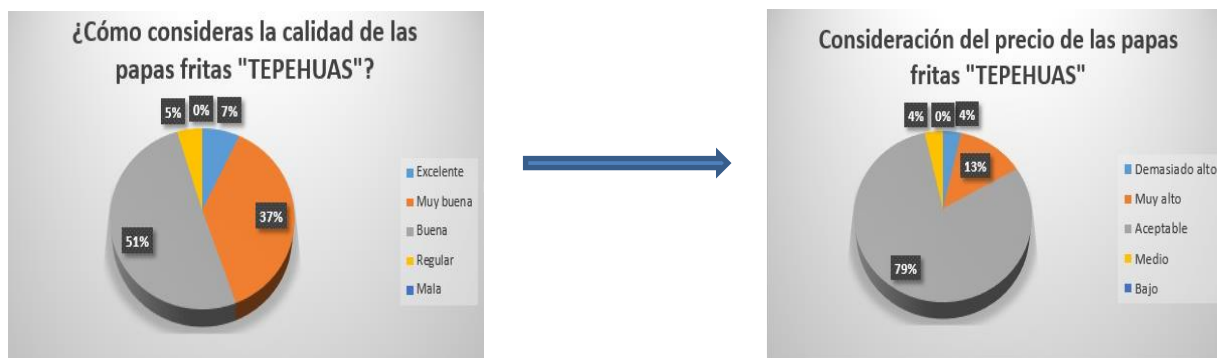 ¿Cómo consideras la calidad de las
papas fritas "TEPEHUAS"?
5%
0%
7%
37%
51%
Excelente
Muy buena
Buena
Regular
Mala
Consideración del precio de las papas
fritas "TEPEHUAS"
4%
0%
4%
13%
79%
Demasiado alto
Muy alto
Aceptable
Medio
Bajo